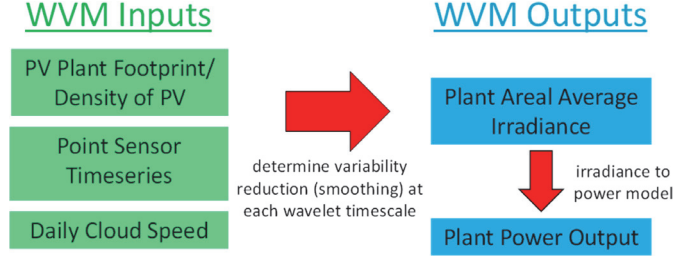 WVM Inputs
PV Plant Footprint/
Density of PV
Point Sensor
Timeseries
Daily Cloud Speed
determine variability
reduction (smoothing) at
each wavelet timescale
WVM Outputs
Plant Areal Average
Irradiance
irradiance to
power model
Plant Power Output